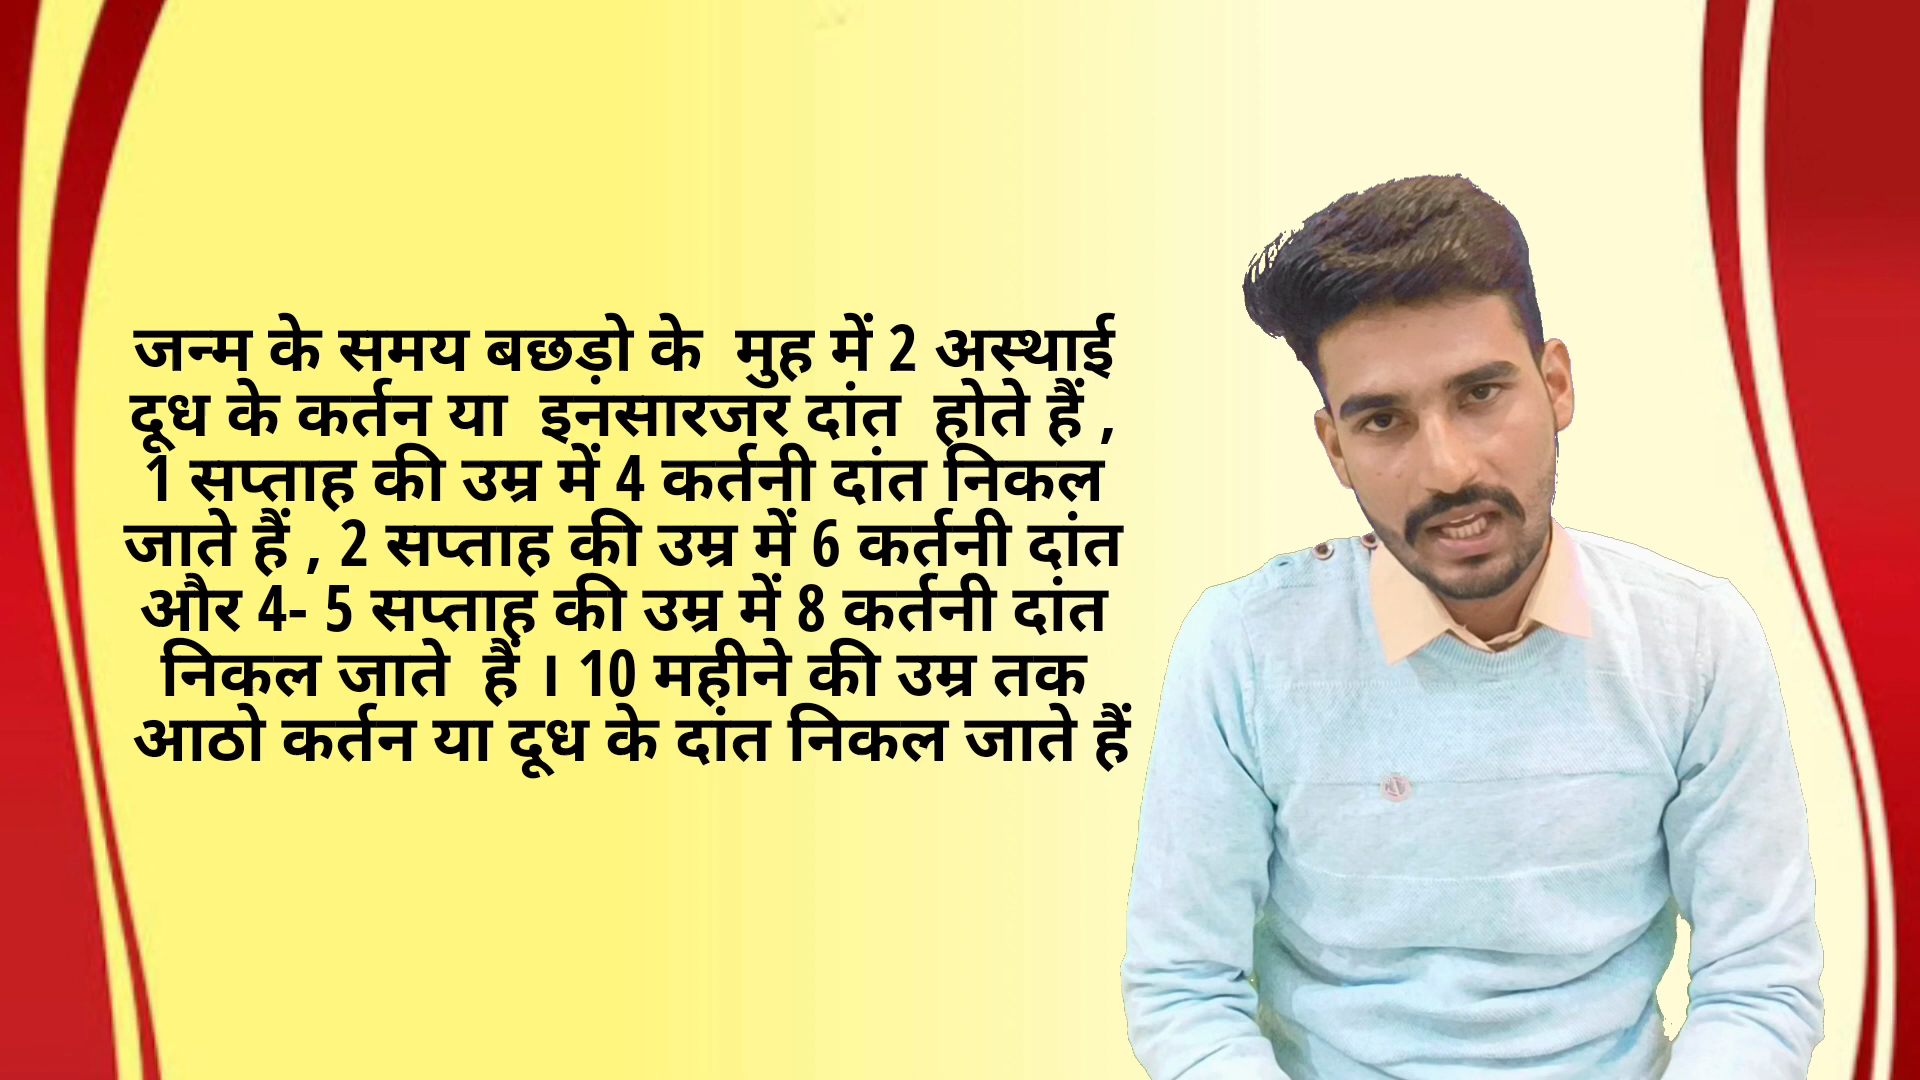 जन्म के समय बछड़ो के मुह में 2 अस्थाई
दूध के कर्तन या इनसारजर दांत होते हैं ,
1 सप्ताह की उम्र में 4 कर्तनी दांत निकल
जाते हैं , 2 सप्ताह की उम्र में 6 कर्तनी दांत
और 4- 5 सप्ताह की उम्र में 8 कर्तनी दांत
निकल जाते हैं । 10 महीने की उम्र तक
आठो कर्तन या दूध के दांत निकल जाते हैं